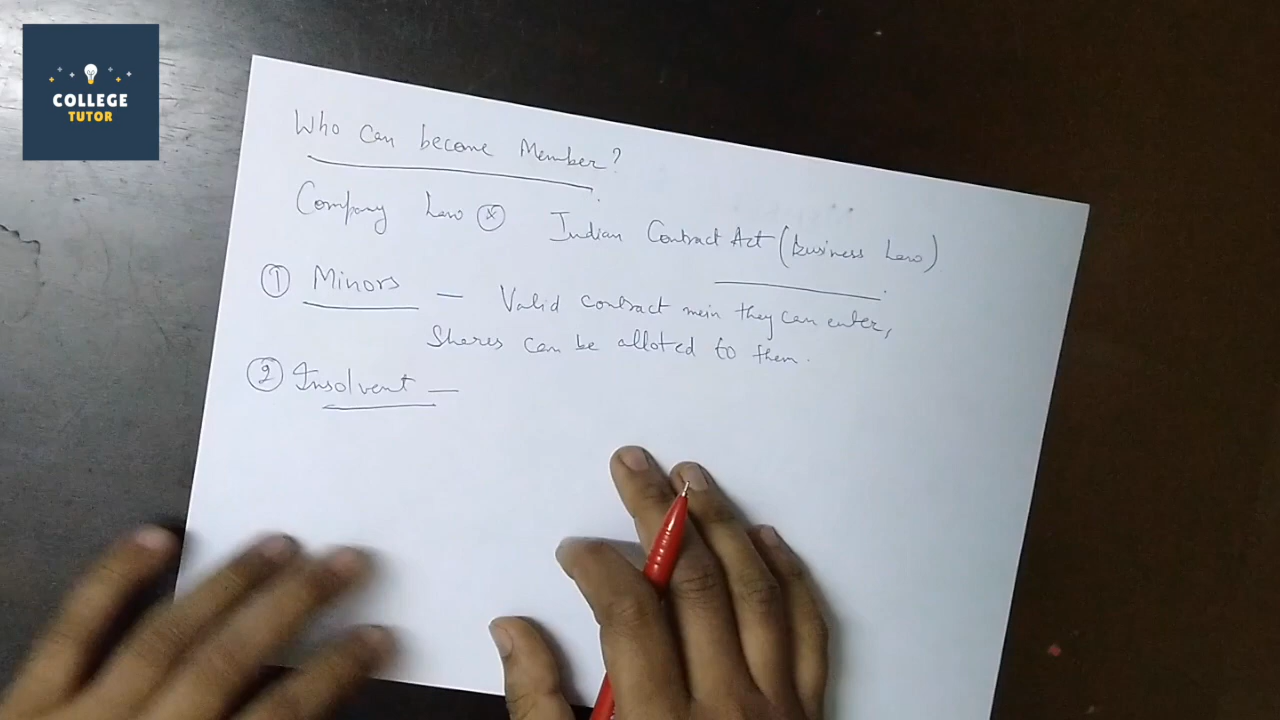 COLLEGE
TUTOR
Who Can become Member?
Company Law ⓧ Indian Contract Act (Business Law)
① Minors — Valid contract mein they can enter,
Shares can be alloted to them.
② Insolvent —